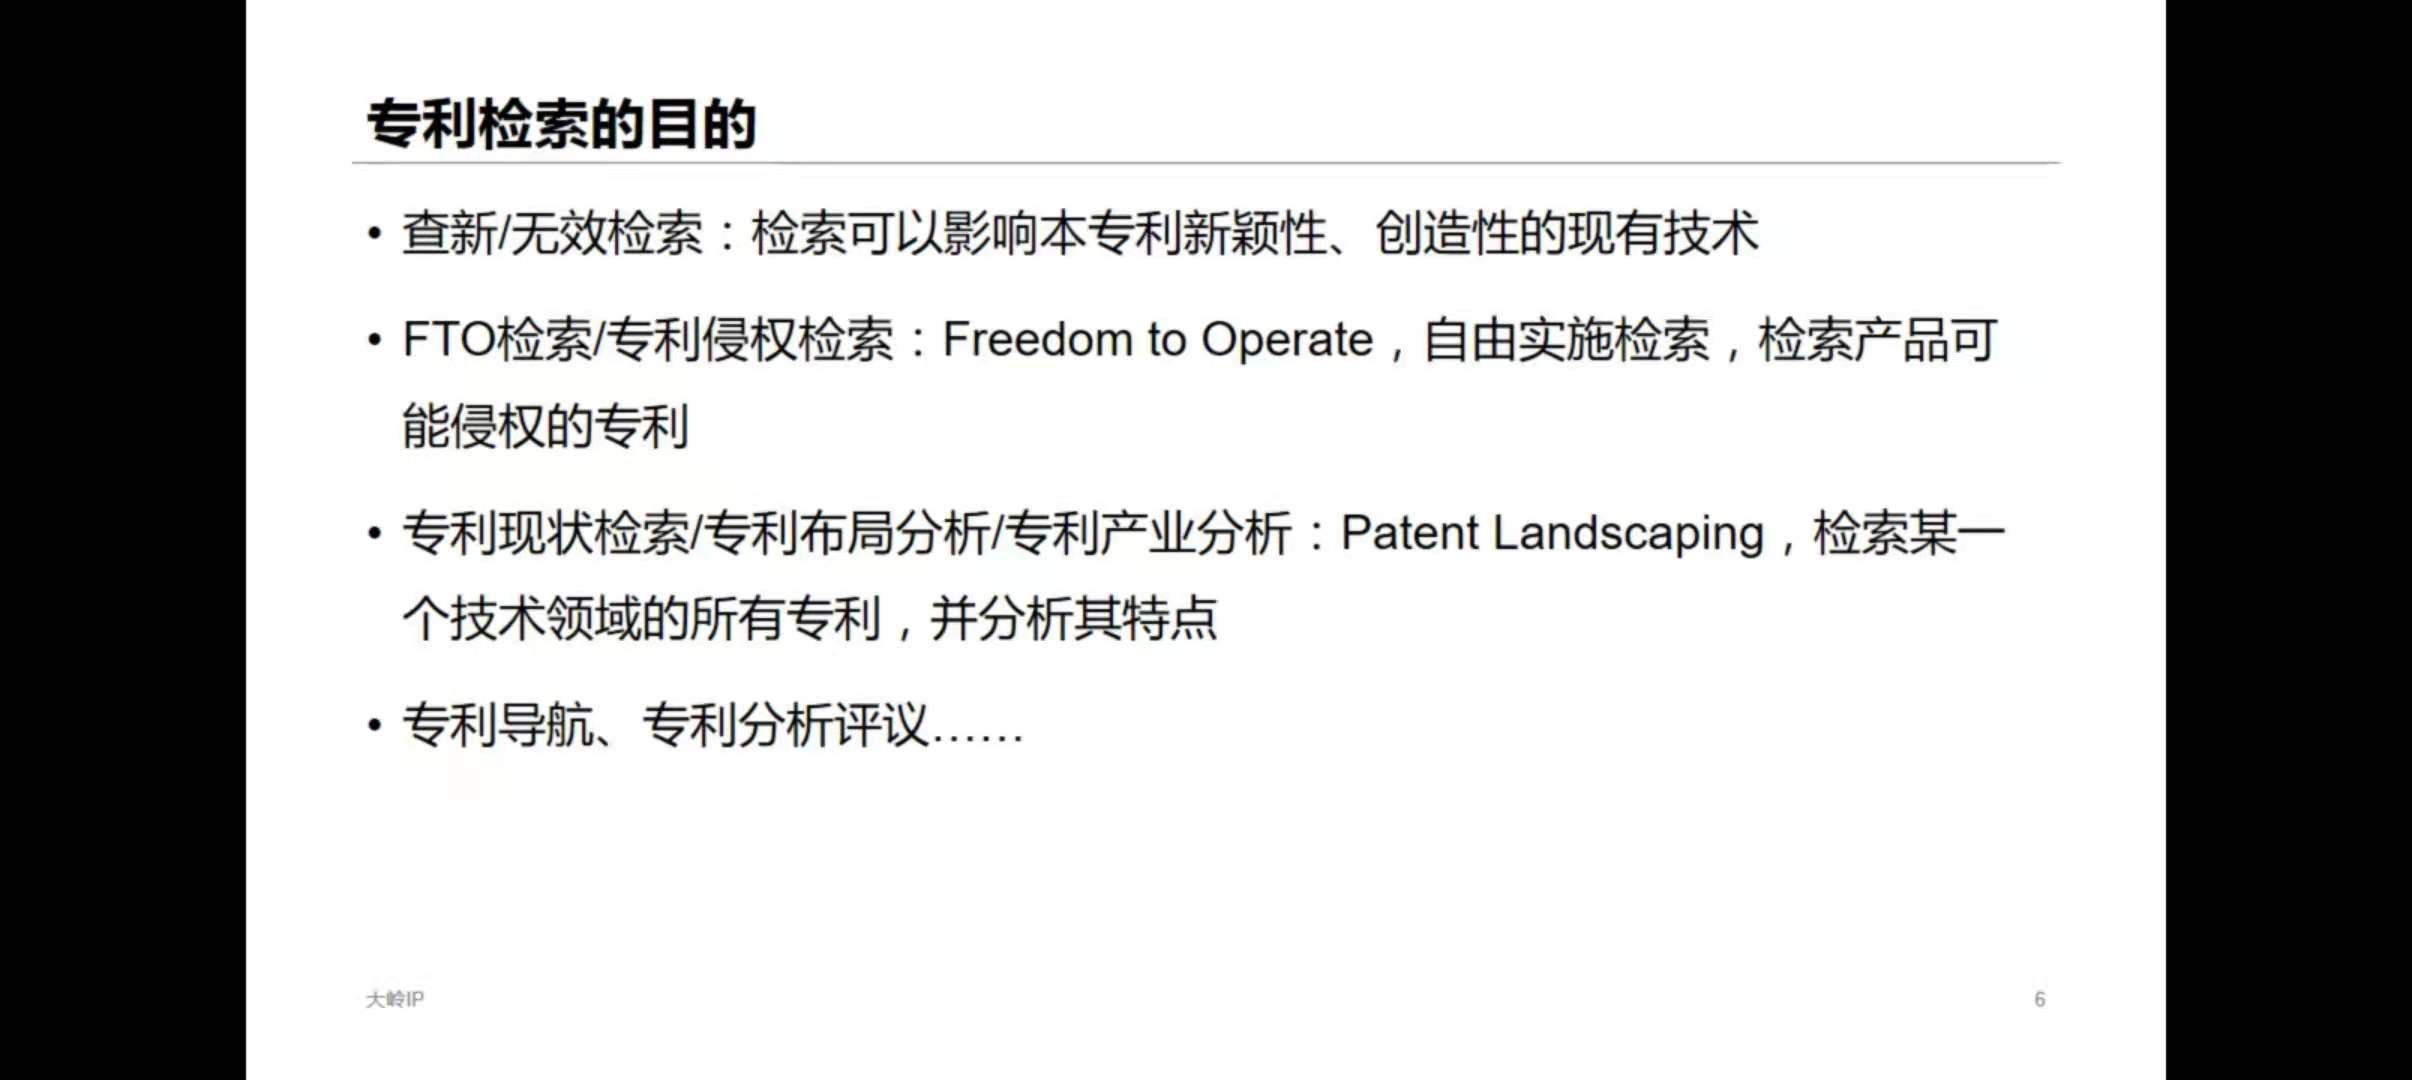 专利检索的目的
• 查新/无效检索：检索可以影响本专利新颖性、创造性的现有技术
• FTO检索/专利侵权检索：Freedom to Operate，自由实施检索，检索产品可
能侵权的专利
• 专利现状检索/专利布局分析/专利产业分析：Patent Landscaping，检索某一
个技术领域的所有专利，并分析其特点
• 专利导航、专利分析评议……
大岭IP
6